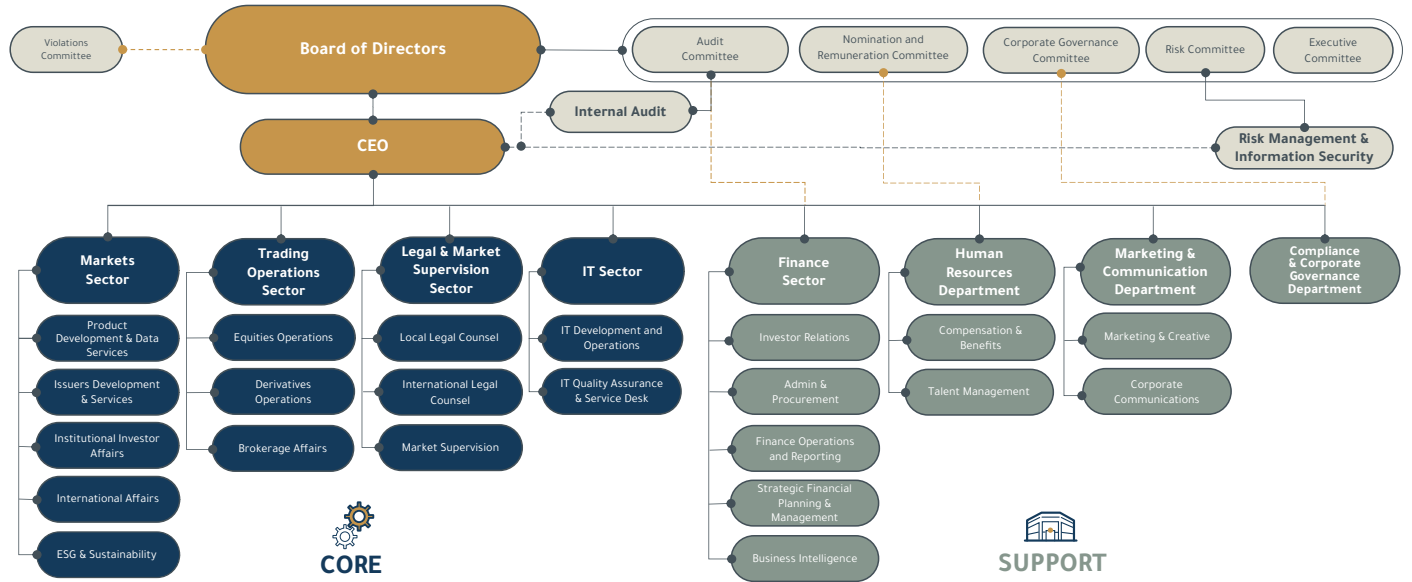 Violations
Committee
Board of Directors
Audit
Committee
Nomination and
Remuneration Committee
Corporate Governance
Committee
Risk Committee
Executive
Committee
Internal Audit
CEO
Risk Management &
Information Security
Markets
Sector
Product
Development & Data
Services
Issuers Development
& Services
Institutional Investor
Affairs
International Affairs
ESG & Sustainability
Trading
Operations
Sector
Equities Operations
Derivatives
Operations
Brokerage Affairs
Legal & Market
Supervision
Sector
Local Legal Counsel
International Legal
Counsel
Market Supervision
IT Sector
IT Development and
Operations
IT Quality Assurance
& Service Desk
CORE
Finance
Sector
Investor Relations
Admin &
Procurement
Finance Operations
and Reporting
Strategic Financial
Planning &
Management
Business Intelligence
Human
Resources
Department
Compensation &
Benefits
Talent Management
Marketing &
Communication
Department
Marketing & Creative
Corporate
Communications
Compliance
& Corporate
Governance
Department
SUPPORT